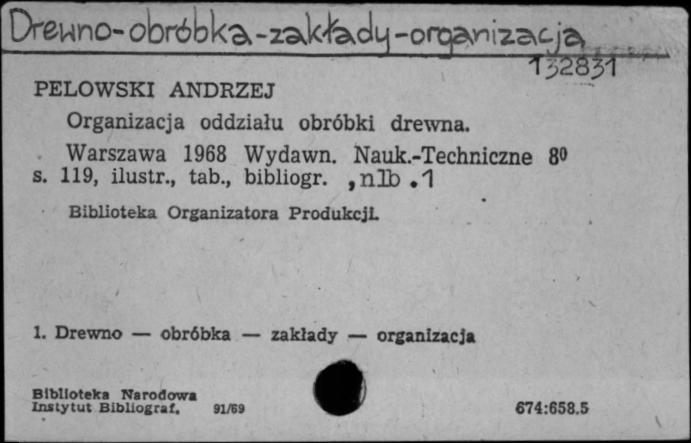 Drewno-obróbka-zakłady-organizacja
132831
PELOWSKI ANDRZEJ
Organizacja oddziału obróbki drewna.
Warszawa 1968 Wydawn. Nauk.-Techniczne 8⁰
s. 119, ilustr., tab., bibliogr. , nlb .1
Biblioteka Organizatora Produkcji.
1. Drewno — obróbka — zakłady — organizacja
Biblioteka Narodowa
Instytut Bibliograf. 91/69 674:658.5